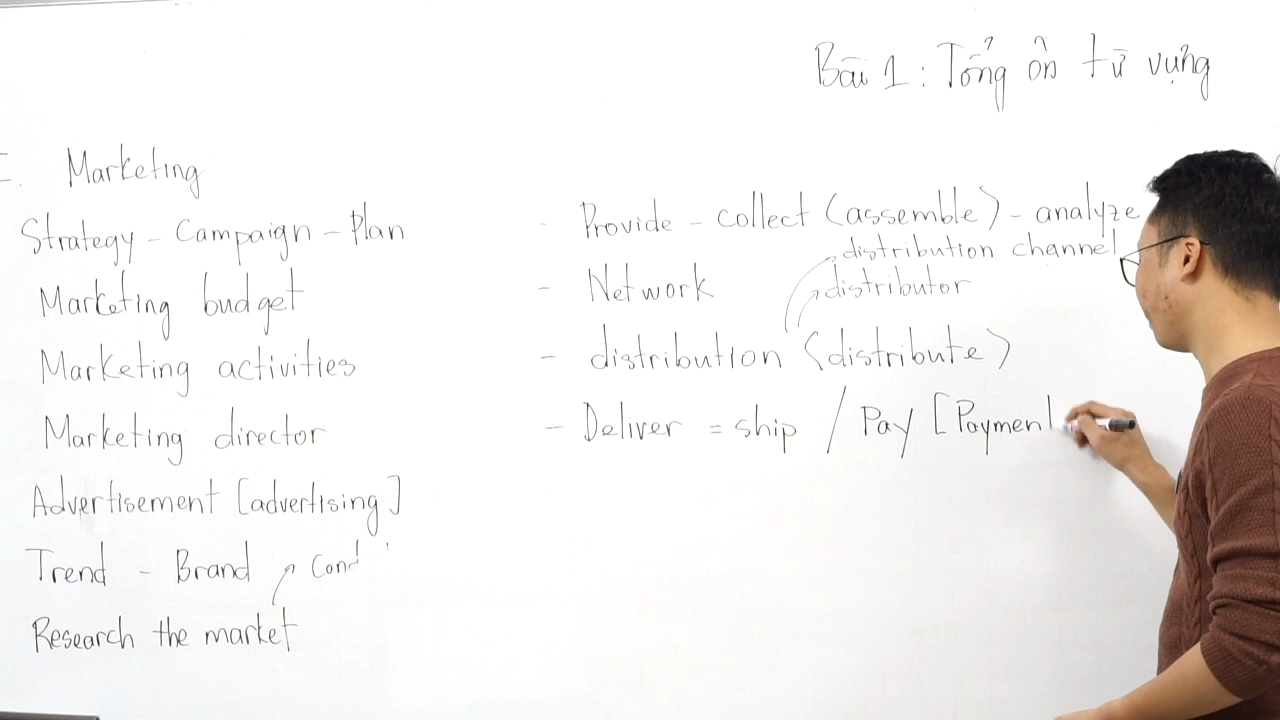 Bài 1: Tổng ôn từ vựng
I. Marketing
Strategy - Campaign - Plan
Marketing budget
Marketing activities
Marketing director
Advertisement [advertising]
Trend - Brand
Research the market
- Provide - collect (assemble) - analyze
distribution channel
- Network
distributor
- distribution (distribute)
- Deliver = ship / Pay [Paymen